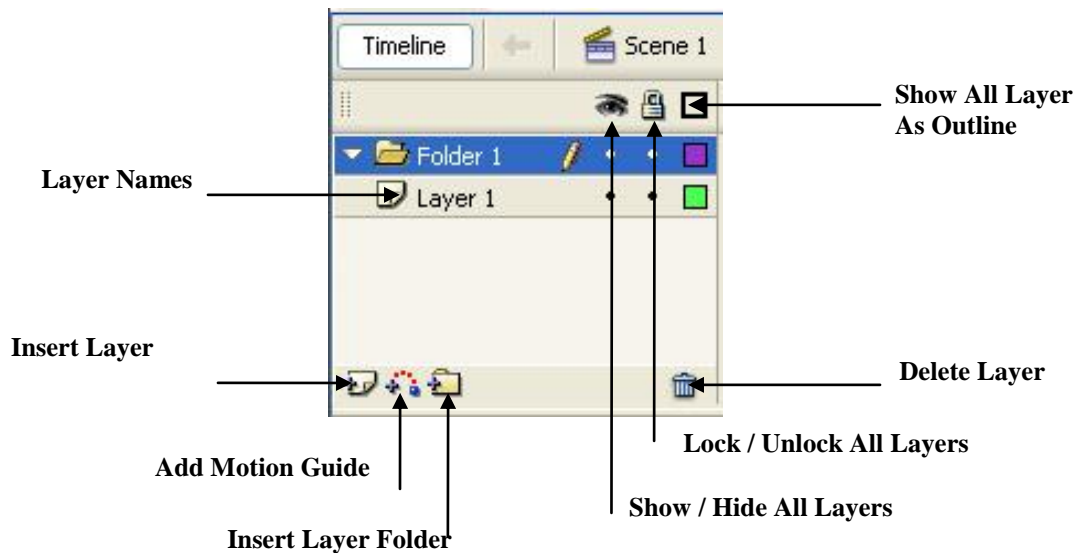 Timeline
Scene 1
Show All Layer
As Outline
Folder 1
Layer Names
Layer 1
Insert Layer
Delete Layer
Lock / Unlock All Layers
Add Motion Guide
Show / Hide All Layers
Insert Layer Folder